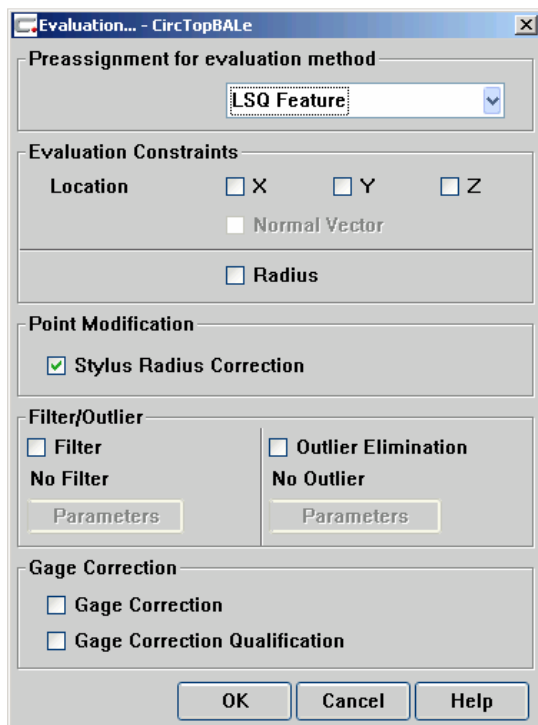 Evaluation... - CircTopBALe
Preassignment for evaluation method
LSQ Feature
Evaluation Constraints
Location X Y Z
Normal Vector
Radius
Point Modification
Stylus Radius Correction
Filter/Outlier
Filter Outlier Elimination
No Filter No Outlier
Parameters Parameters
Gage Correction
Gage Correction
Gage Correction Qualification
OK Cancel Help